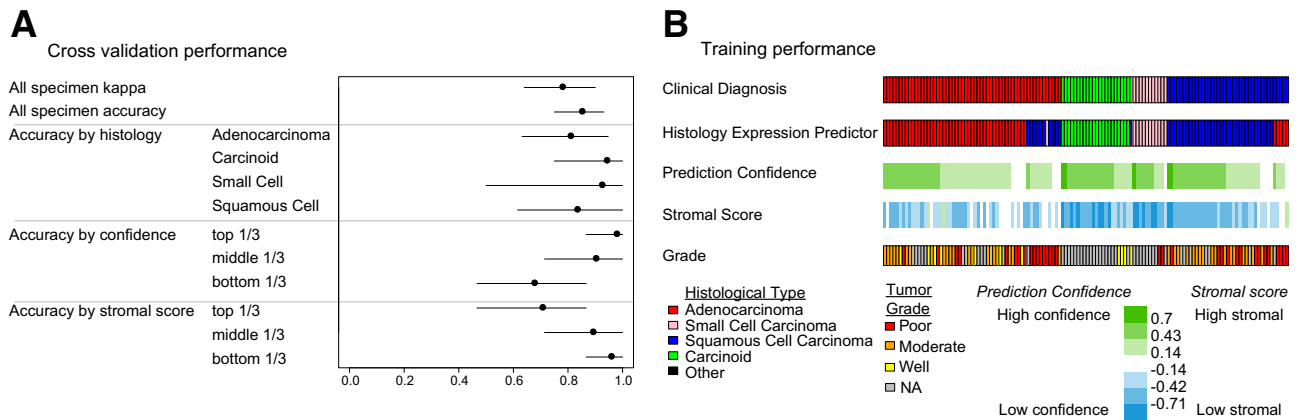 A
Cross validation performance
All specimen kappa
All specimen accuracy
Accuracy by histology
Adenocarcinoma
Carcinoid
Small Cell
Squamous Cell
Accuracy by confidence
top 1/3
middle 1/3
bottom 1/3
Accuracy by stromal score
top 1/3
middle 1/3
bottom 1/3
0.0 0.2 0.4 0.6 0.8 1.0
B
Training performance
Clinical Diagnosis
Histology Expression Predictor
Prediction Confidence
Stromal Score
Grade
Histological Type
Adenocarcinoma
Small Cell Carcinoma
Squamous Cell Carcinoma
Carcinoid
Other
Tumor
Grade
Poor
Moderate
Well
NA
Prediction Confidence
High confidence
Low confidence
0.7
0.43
0.14
-0.14
-0.42
-0.71
Stromal score
High stromal
Low stromal